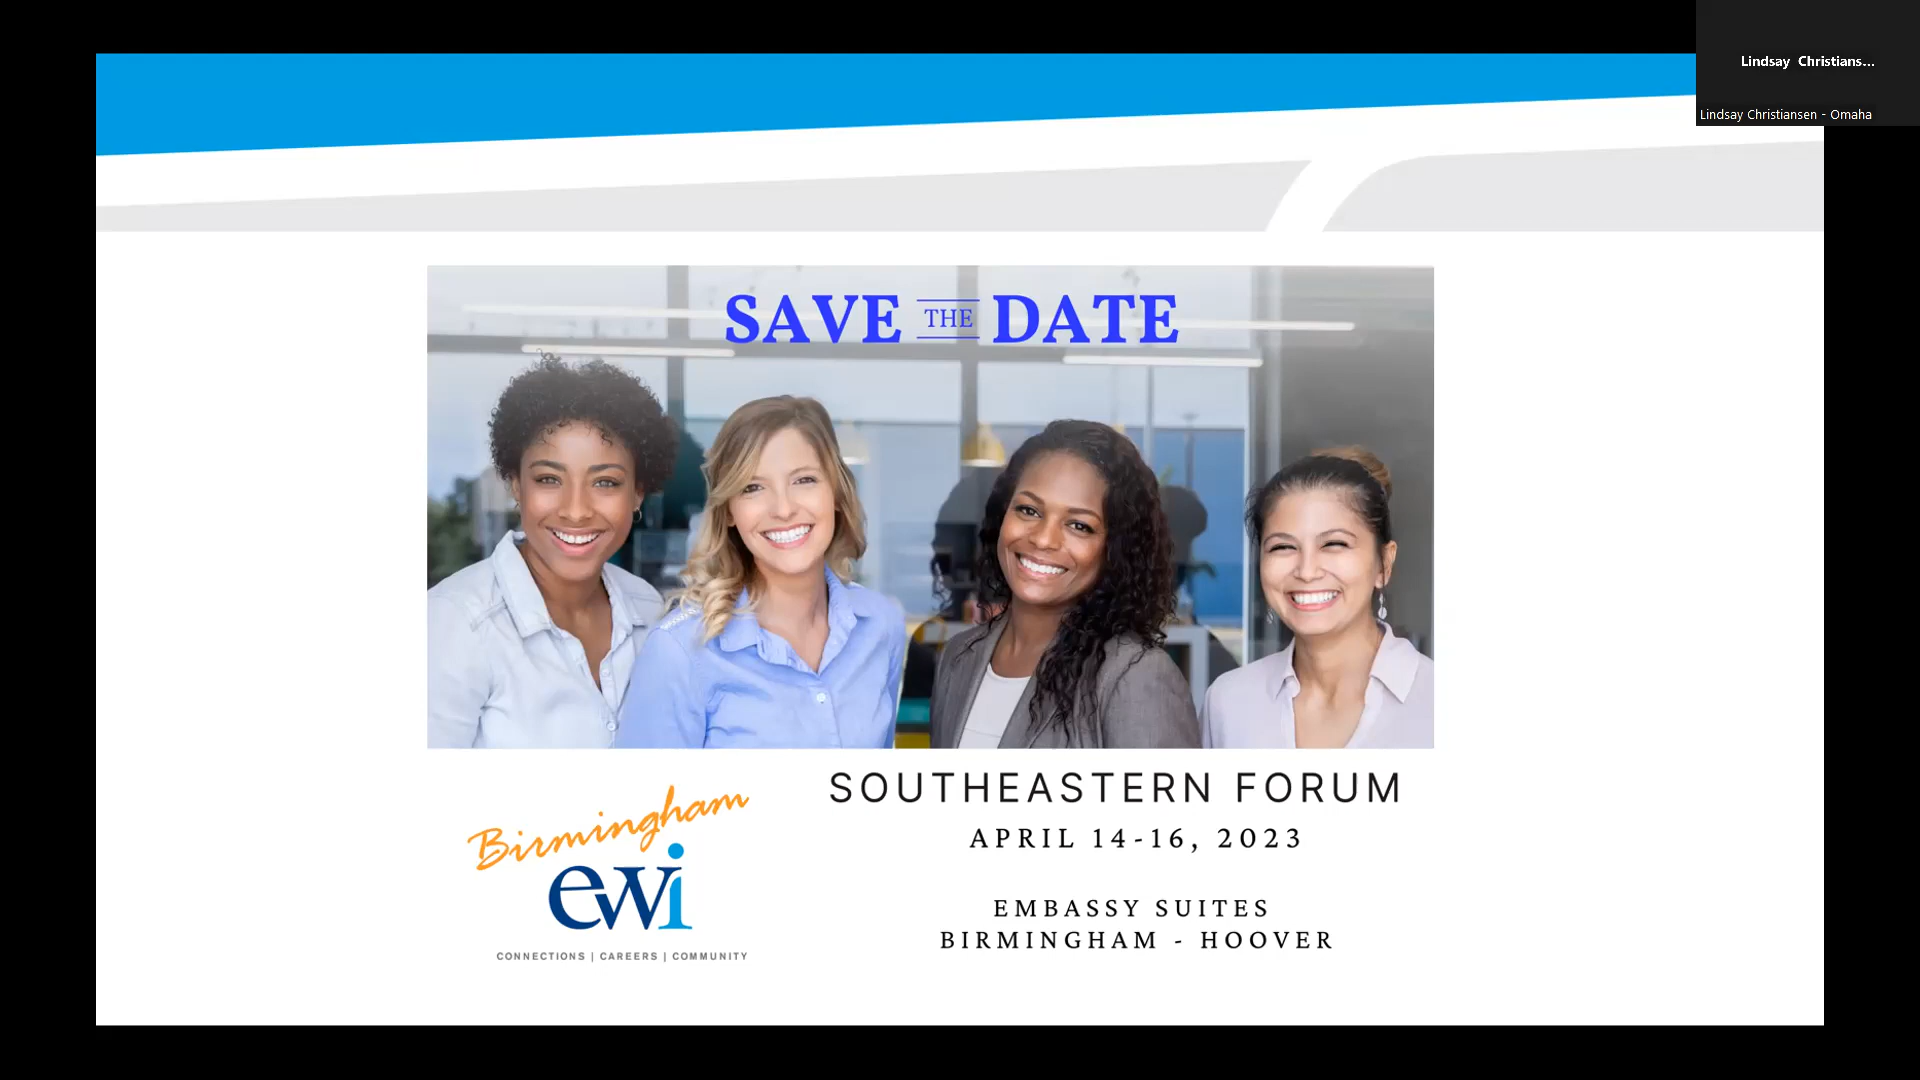 Lindsay Christians...
Lindsay Christiansen - Omaha
SAVE THE DATE
Birmingham
ewi
CONNECTIONS | CAREERS | COMMUNITY
SOUTHEASTERN FORUM
APRIL 14-16, 2023
EMBASSY SUITES
BIRMINGHAM - HOOVER